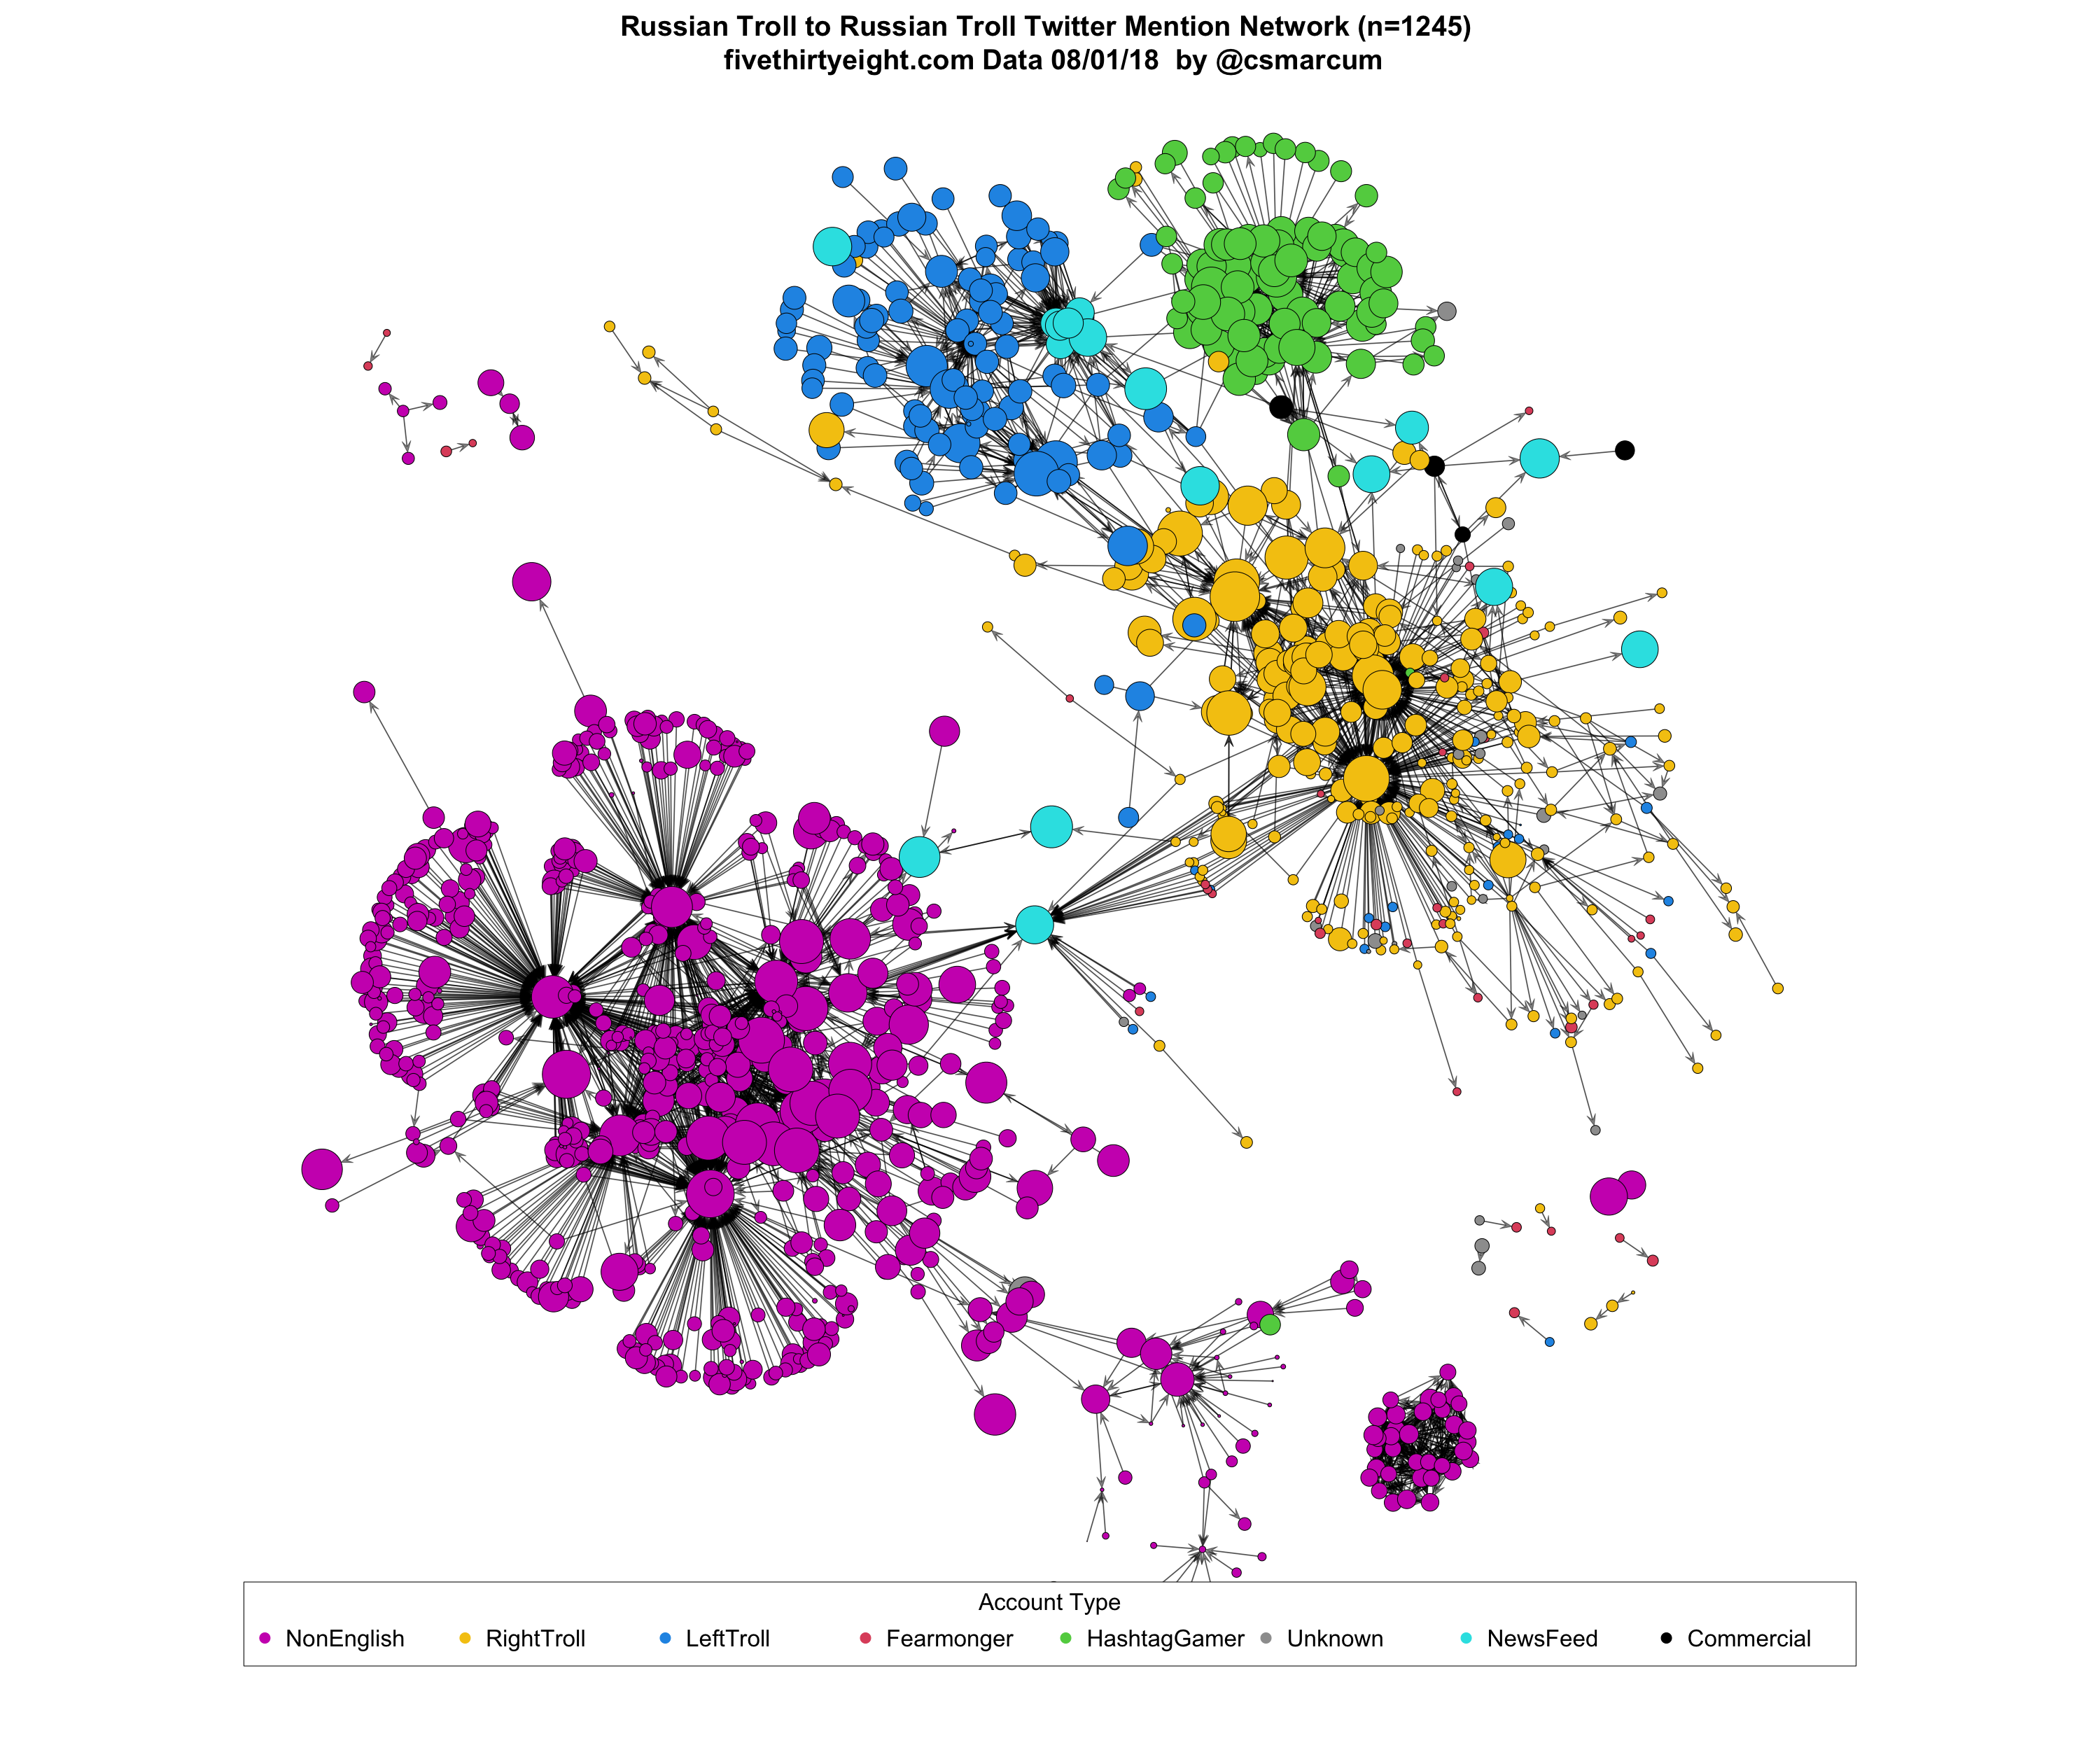 Russian Troll to Russian Troll Twitter Mention Network (n=1245)
fivethirtyeight.com Data 08/01/18 by @csmarcum
Account Type
NonEnglish RightTroll LeftTroll Fearmonger HashtagGamer Unknown NewsFeed Commercial